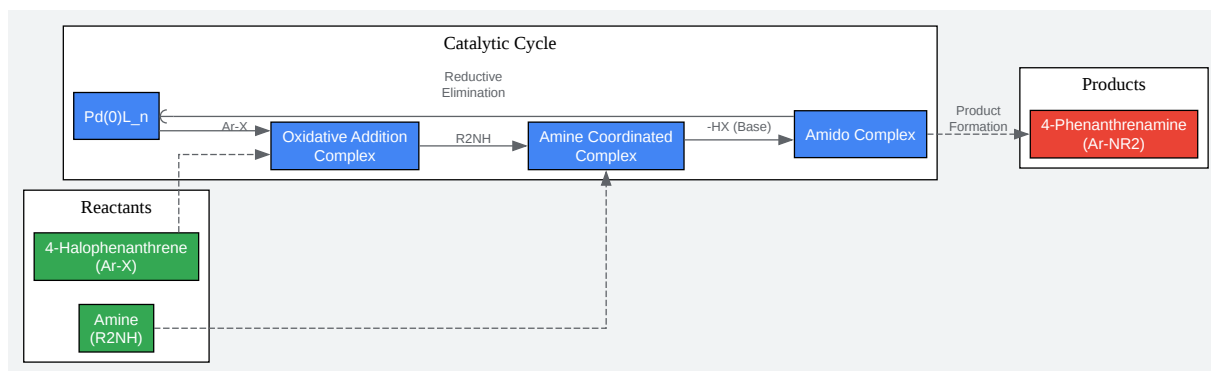 Catalytic Cycle
Reductive
Elimination
Pd(0)L_n
Ar-X
Oxidative Addition
Complex
R2NH
Amine Coordinated
Complex
-HX (Base)
Amido Complex
Product
Formation
Products
4-Phenanthrenamine
(Ar-NR2)
Reactants
4-Halophenanthrene
(Ar-X)
Amine
(R2NH)